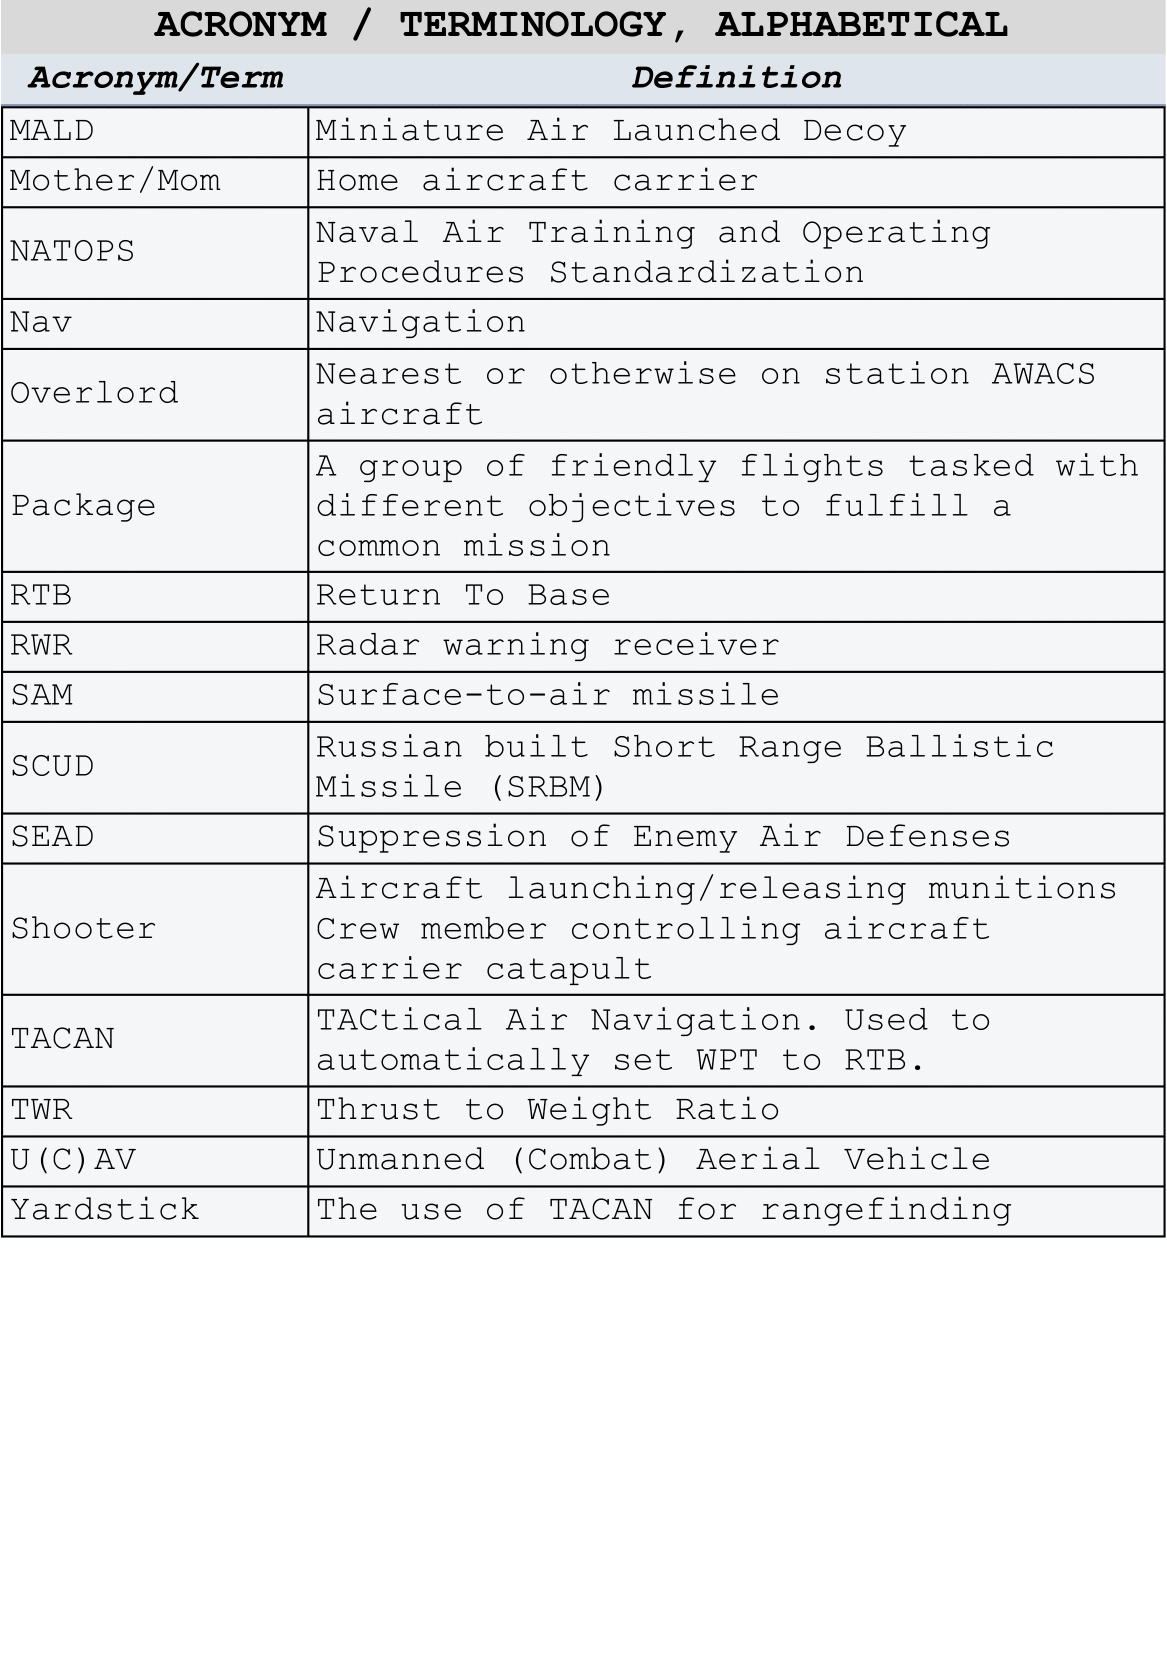 ACRONYM / TERMINOLOGY, ALPHABETICAL
Acronym/Term Definition
MALD Miniature Air Launched Decoy
Mother/Mom Home aircraft carrier
NATOPS Naval Air Training and Operating
Procedures Standardization
Nav Navigation
Overlord Nearest or otherwise on station AWACS
aircraft
Package A group of friendly flights tasked with
different objectives to fulfill a
common mission
RTB Return To Base
RWR Radar warning receiver
SAM Surface-to-air missile
SCUD Russian built Short Range Ballistic
Missile (SRBM)
SEAD Suppression of Enemy Air Defenses
Shooter Aircraft launching/releasing munitions
Crew member controlling aircraft
carrier catapult
TACAN TACtical Air Navigation. Used to
automatically set WPT to RTB.
TWR Thrust to Weight Ratio
U(C)AV Unmanned (Combat) Aerial Vehicle
Yardstick The use of TACAN for rangefinding